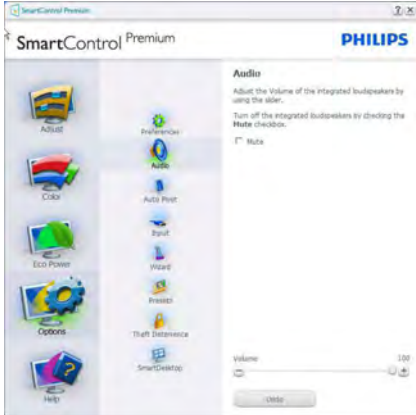 SmartControl Premium
SmartControl Premium
PHILIPS
Adjust
Color
Eco Power
Options
Help
Preferences
Audio
Auto Pivot
Input
Wizard
Presets
Theft Deterrence
SmartDesktop
Audio
Adjust the Volume of the integrated loudspeakers by
using the slider.
Turn off the integrated loudspeakers by checking the
Mute checkbox.
Mute
Volume 100
Undo